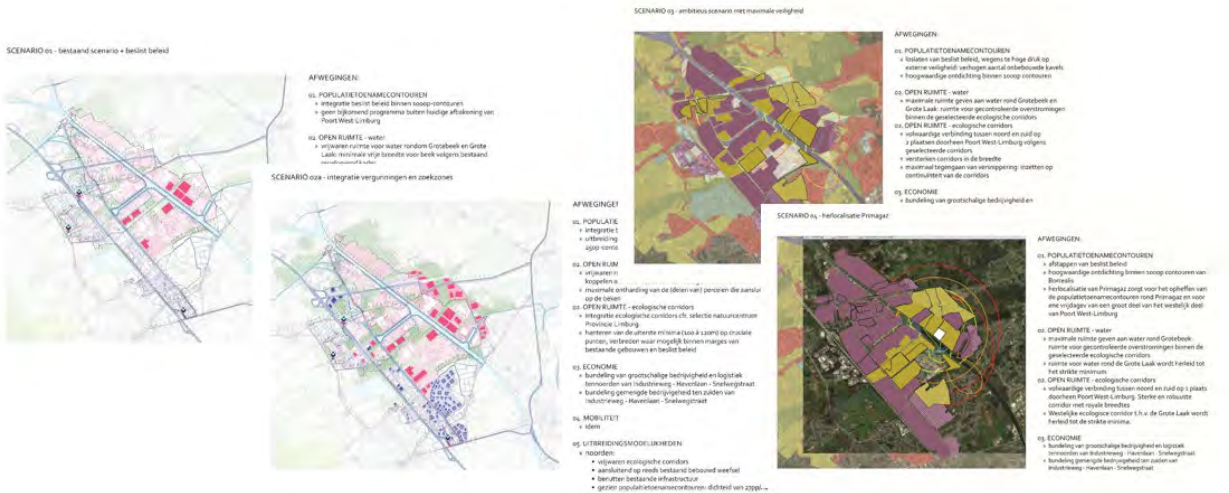 SCENARIO 01 - bestaand scenario + beslist beleid
AFWEGINGEN:
01. POPULATIETOENAMECONTOUREN
» integratie beslist beleid binnen 1000p-contouren
» geen bijkomend programma buiten huidige afbakening van
Poort West-Limburg
02. OPEN RUIMTE - water
» vrijwaren ruimte voor water rondom Grotebeek en Grote
Laak: minimale vrije breedte voor beek volgens bestaand
SCENARIO 02a - integratie vergunningen en zoekzones
AFWEGINGEN
01. POPULATIE
» integratie
» uitbreiding
02. OPEN RUIM
» vrijwaren
koppelen
» maximale ontharding van de (delen van) percelen die aansluit
op de beken
02. OPEN RUIMTE - ecologische corridors
» integratie ecologische corridors cfr. selectie natuurcentrum
Provincie Limburg
» hanteren van de uiterste minima (100 à 120m) op cruciale
punten, verbreden waar mogelijk binnen marges van
bestaande gebouwen en beslist beleid
03. ECONOMIE
» bundeling van grootschalige bedrijvigheid en logistiek
tennoorden van Industrieweg - Havenlaan - Snelwegstraat
» bundeling gemengde bedrijvigheid ten zuiden van
Industrieweg - Havenlaan - Snelwegstraat
04. MOBILITEIT
» idem
05. UITBREIDINGSMOGELIJKHEDEN
» noorden:
• vrijwaren ecologische corridors
• aansluitend op reeds bestaand bebouwd weefsel
• benutten bestaande infrastructuur
• gezien populatietoenamecontouren: dichtheid van
SCENARIO 03 - ambitieus scenario met maximale veiligheid
AFWEGINGEN:
01. POPULATIETOENAMECONTOUREN
» loslaten van beslist beleid, wegens te hoge druk op
externe veiligheid: verhogen aantal onbebouwde kavels
» hoogwaardige ontdichting binnen 1000p contouren
02. OPEN RUIMTE - water
» maximale ruimte geven aan water rond Grotebeek en
Grote Laak: ruimte voor gecontroleerde overstromingen
binnen de geselecteerde ecologische corridors
02. OPEN RUIMTE - ecologische corridors
» volwaardige verbinding tussen noord en zuid op
2 plaatsen doorheen Poort West-Limburg volgens
geselecteerde corridors
» versterken corridors in de breedte
» maximaal tegengaan van versnippering: inzetten op
continuïteit van de corridors
03. ECONOMIE
» bundeling van grootschalige bedrijvigheid en
SCENARIO 04 - herlocalisatie Primagaz
AFWEGINGEN:
01. POPULATIETOENAMECONTOUREN
» afstappen van beslist beleid
» hoogwaardige ontdichting binnen 1000p contouren van
Borealis
» herlocalisatie van Primagaz zorgt voor het opheffen van
de populatietoenamecontouren rond Primagaz en voor
ene vrijdagev van een groot deel van het westelijk deel
van Poort West-Limburg
02. OPEN RUIMTE - water
» maximale ruimte geven aan water rond Grotebeek:
ruimte voor gecontroleerde overstromingen binnen de
geselecteerde ecologische corridors
» ruimte voor water rond de Grote Laak wordt herleid tot
het strikte minimum
02. OPEN RUIMTE - ecologische corridors
» volwaardige verbinding tussen noord en zuid op 1 plaats
doorheen Poort West-Limburg. Sterke en robuuste
corridor met royale breedtes
» Westelijke ecologisce corridor t.h.v. de Grote Laak wordt
herleid tot de strikte minima.
03. ECONOMIE
» bundeling van grootschalige bedrijvigheid en logistiek
tennoorden van Industrieweg - Havenlaan - Snelwegstraat
» bundeling gemengde bedrijvigheid ten zuiden van
Industrieweg - Havenlaan - Snelwegstraat